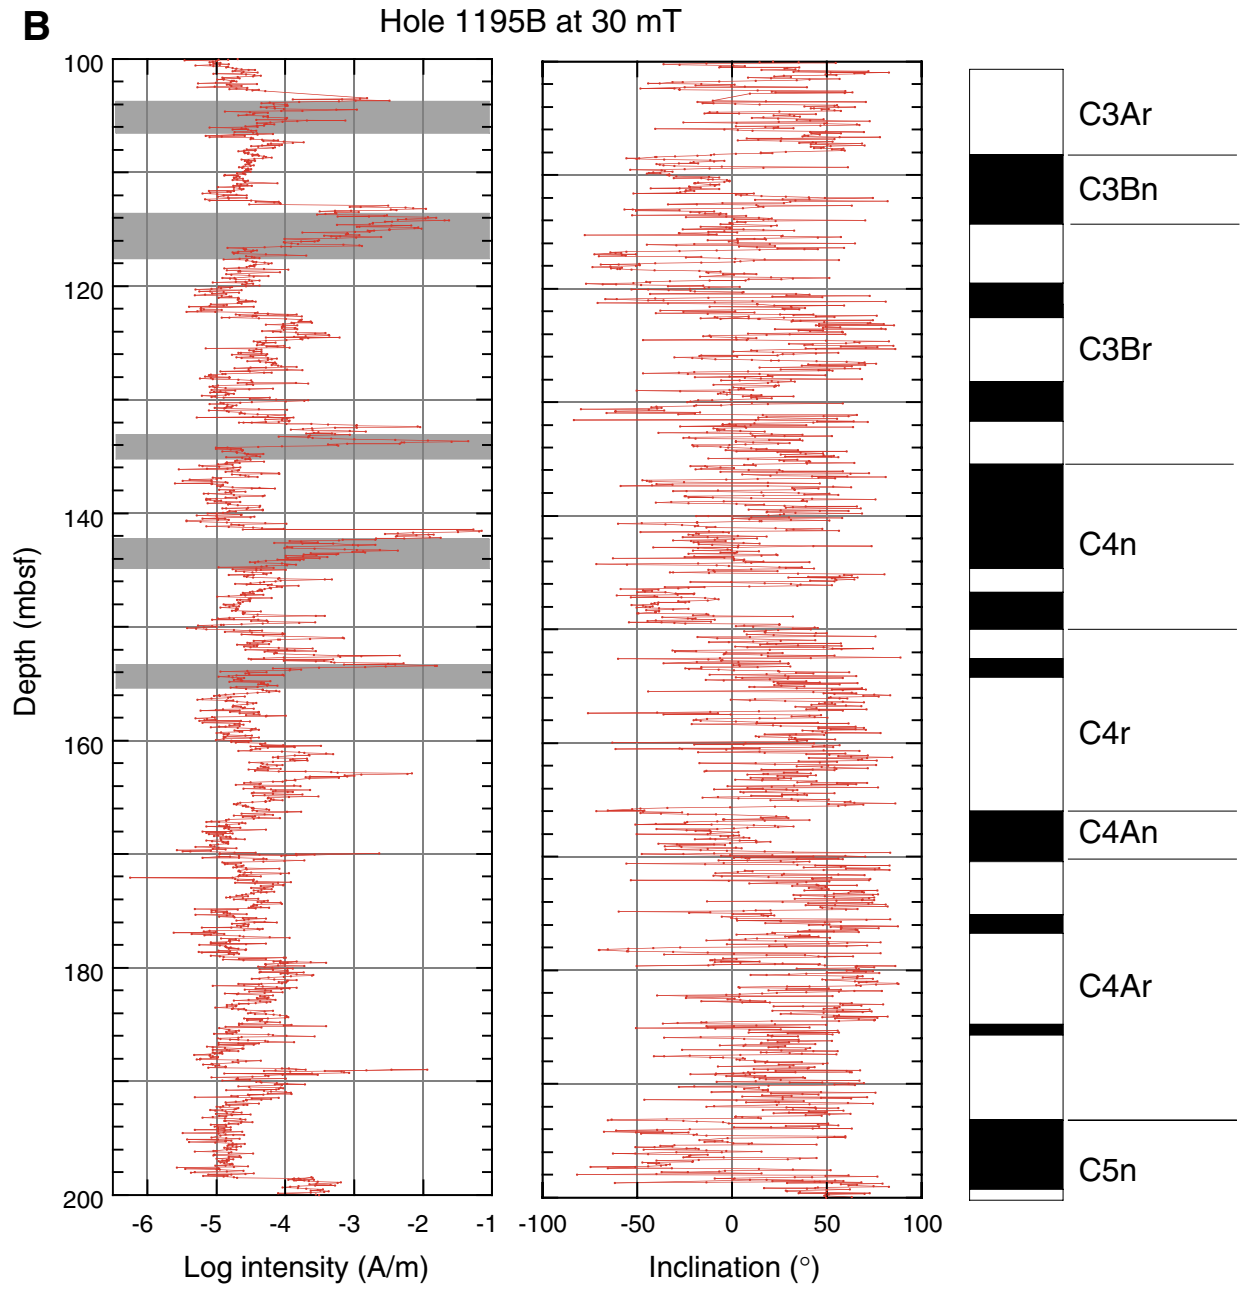 B
Hole 1195B at 30 mT
100
120
140
160
180
200
Depth (mbsf)
-6 -5 -4 -3 -2 -1
Log intensity (A/m)
-100 -50 0 50 100
Inclination (°)
C3Ar
C3Bn
C3Br
C4n
C4r
C4An
C4Ar
C5n